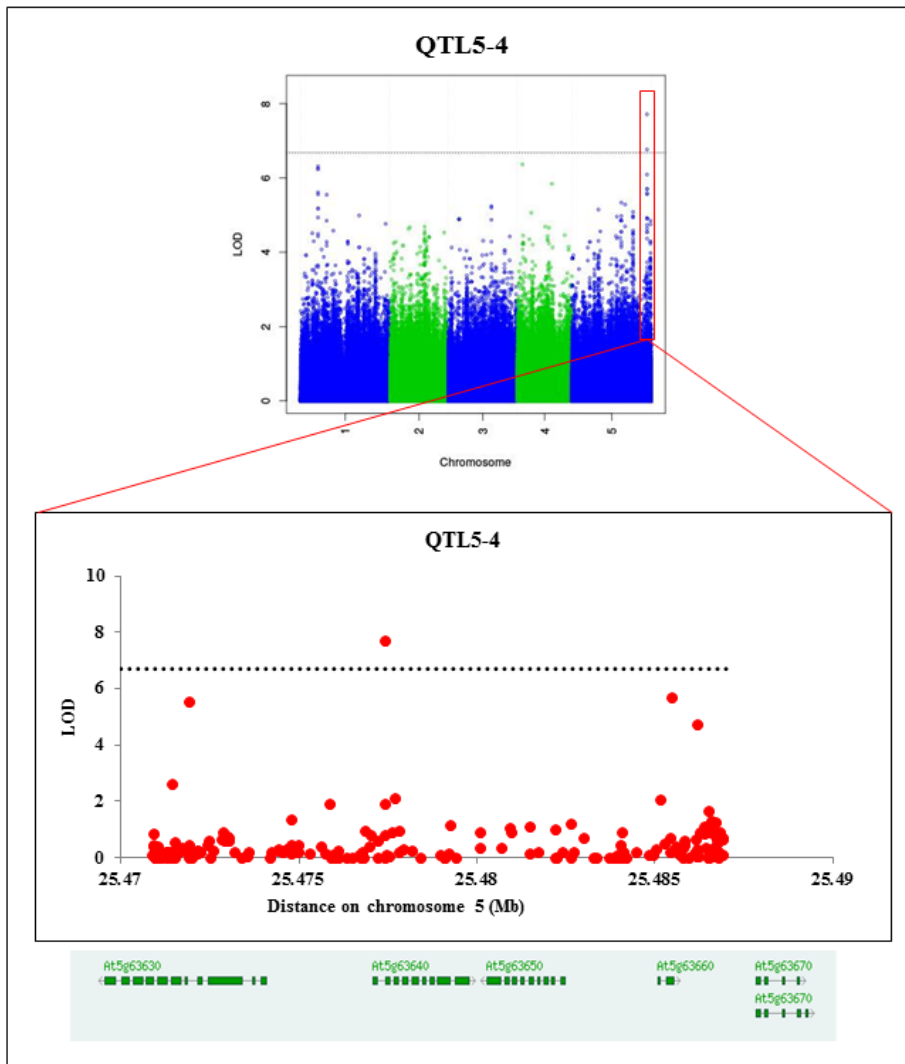 QTL5-4
8
6
4
2
0
LOD
1
2
3
4
5
Chromosome
QTL5-4
10
8
6
4
2
0
LOD
25.47
25.475
25.48
25.485
25.49
Distance on chromosome 5 (Mb)
At5g63630
At5g63640
At5g63650
At5g63660
At5g63670
At5g63670